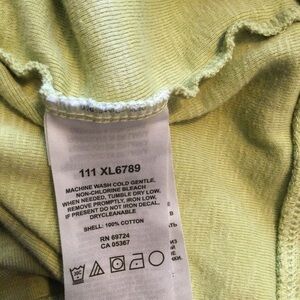 111 XL6789
MACHINE WASH COLD GENTLE,
NON-CHLORINE BLEACH
WHEN NEEDED, TUMBLE DRY LOW,
REMOVE PROMPTLY, IRON LOW,
IF PRESENT DO NOT IRON DECAL,
DRYCLEANABLE
SHELL: 100% COTTON
RN 69724
CA 05367